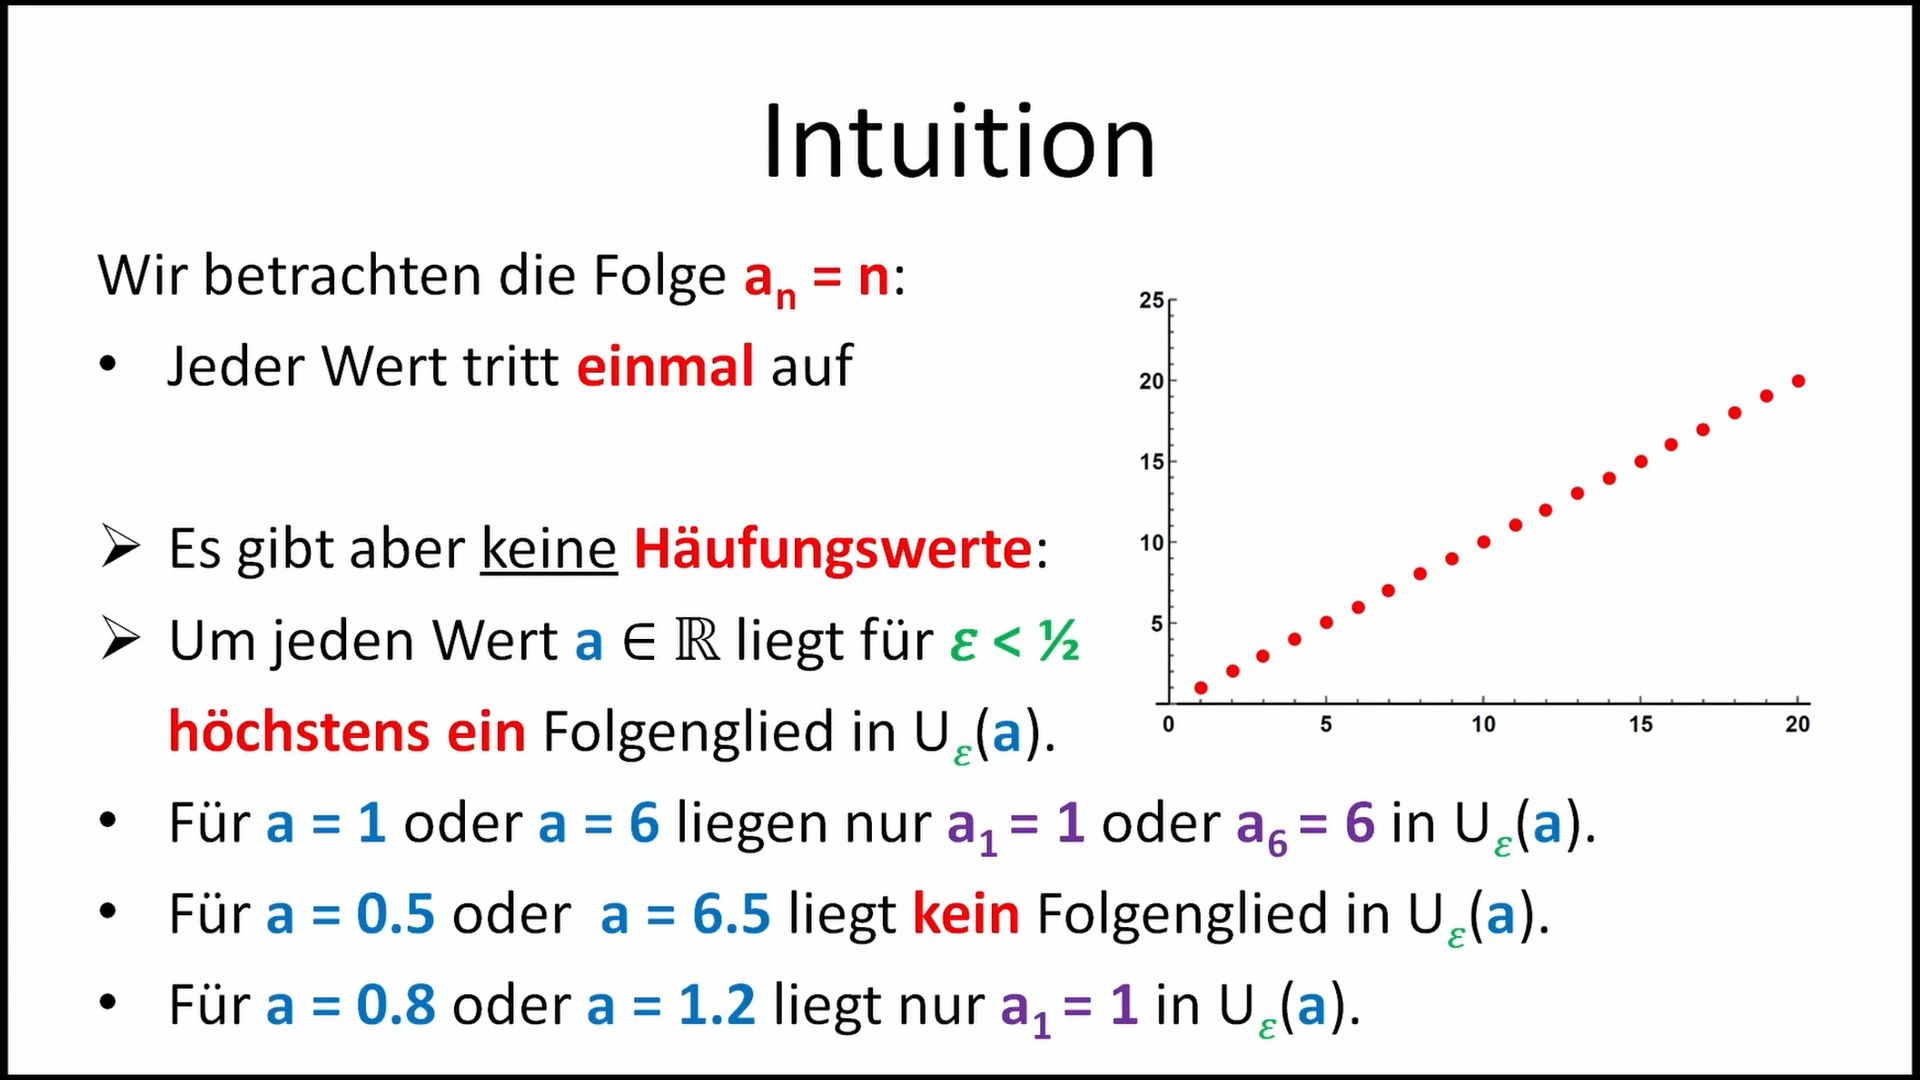 Intuition
Wir betrachten die Folge aₙ = n:
• Jeder Wert tritt einmal auf
➢ Es gibt aber keine Häufungswerte:
➢ Um jeden Wert a ∈ ℝ liegt für ε < ½
höchstens ein Folgenglied in U_ε(a).
• Für a = 1 oder a = 6 liegen nur a₁ = 1 oder a₆ = 6 in U_ε(a).
• Für a = 0.5 oder a = 6.5 liegt kein Folgenglied in U_ε(a).
• Für a = 0.8 oder a = 1.2 liegt nur a₁ = 1 in U_ε(a).
25
20
15
10
5
0 5 10 15 20